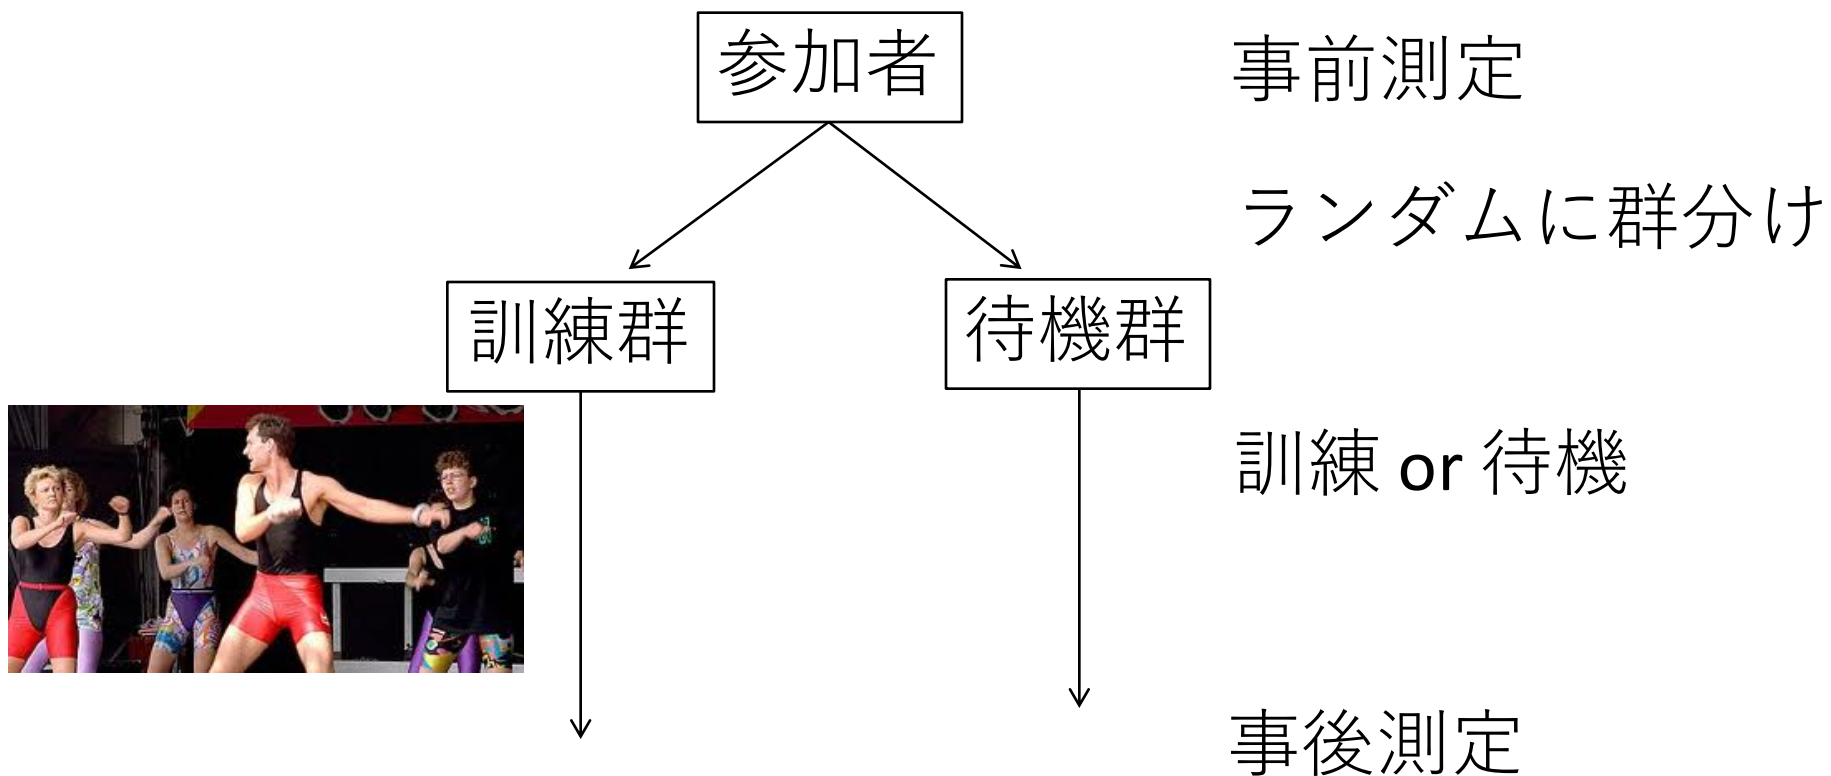 参加者
事前測定
ランダムに群分け
訓練群
待機群
訓練 or 待機
事後測定